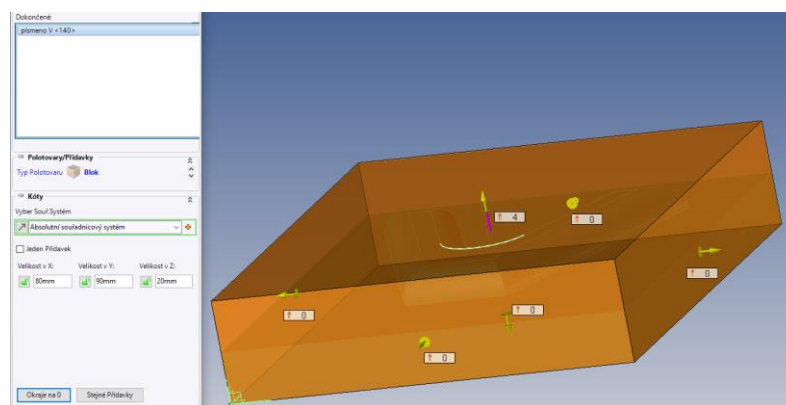 Dokončené:
písmeno V <140>
Polotovary/Přídavky
Typ Polotovaru Blok
Kóty
Vyber Souř.Systém
Absolutní souřadnicový systém
Jeden Přídavek
Velikost v X: Velikost v Y: Velikost v Z:
80mm 90mm 20mm
Okraje na 0 Stejné Přídavky
4
0
0
0
0
0